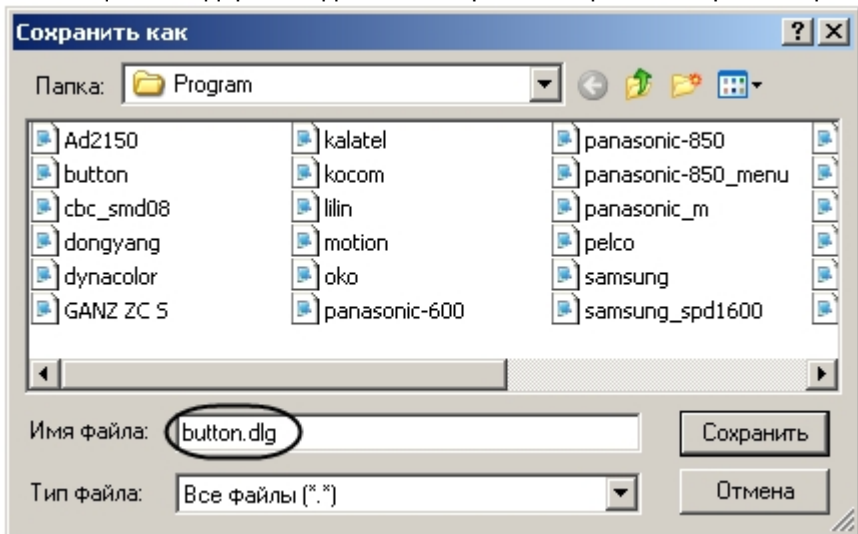 Сохранить как
Папка: Program
Ad2150 kalatel panasonic-850
button kocom panasonic-850_menu
cbc_smd08 lilin panasonic_m
dongyang motion pelco
dynacolor oko samsung
GANZ ZC S panasonic-600 samsung_spd1600
Имя файла: button.dlg Сохранить
Тип файла: Все файлы (*.*) Отмена